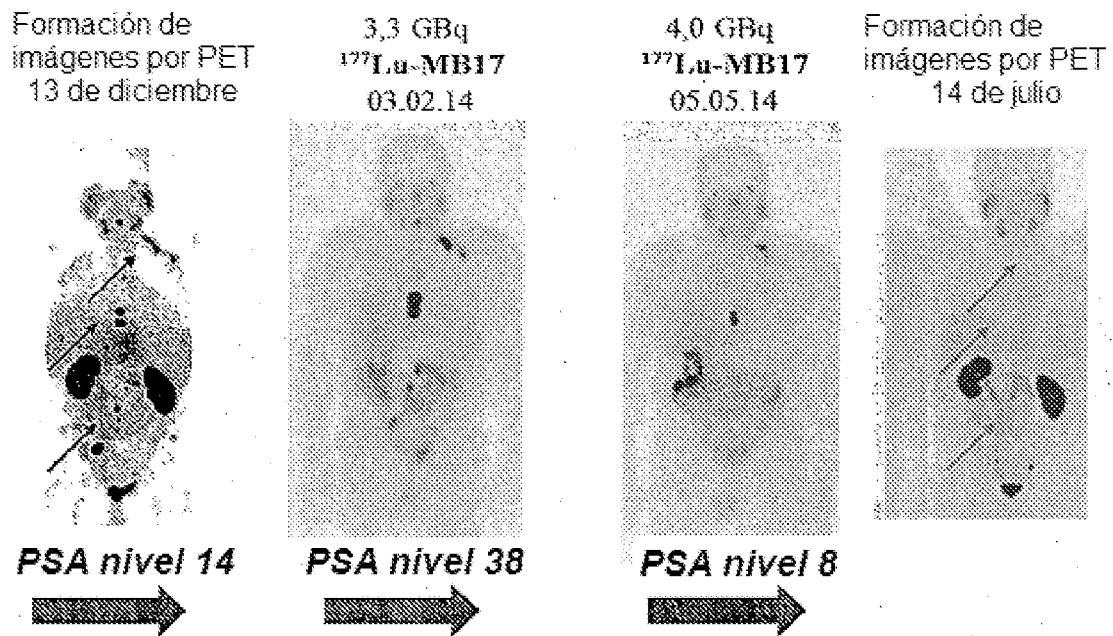 Formación de
imágenes por PET
13 de diciembre
3,3 GBq
¹⁷⁷Lu-MB17
03.02.14
4,0 GBq
¹⁷⁷Lu-MB17
05.05.14
Formación de
imágenes por PET
14 de julio
PSA nivel 14
PSA nivel 38
PSA nivel 8